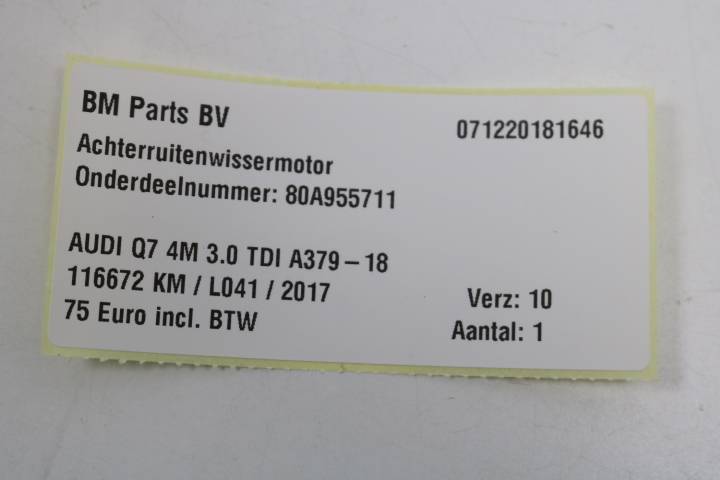 BM Parts BV
071220181646
Achterruitenwissermotor
Onderdeelnummer: 80A955711
AUDI Q7 4M 3.0 TDI A379-18
116672 KM / L041 / 2017
Verz: 10
75 Euro incl. BTW
Aantal: 1